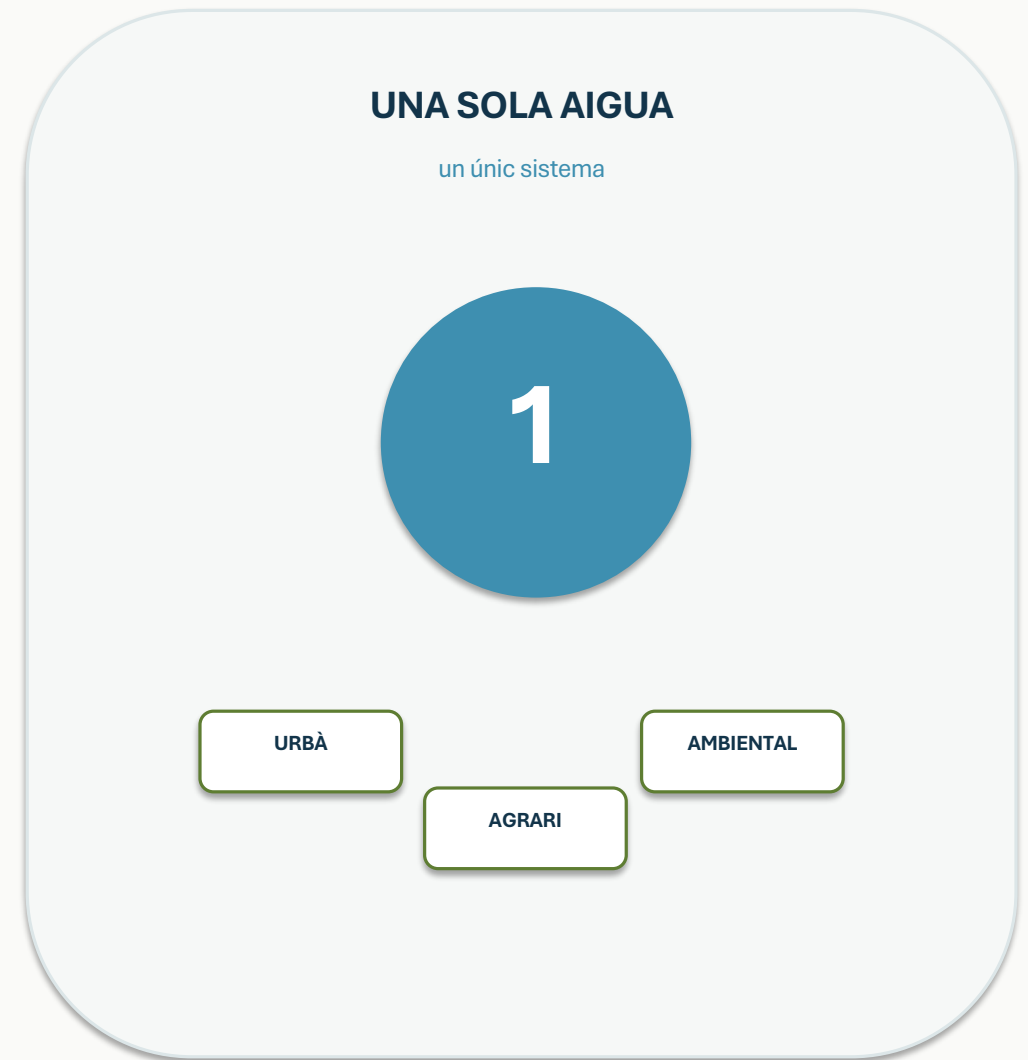 UNA SOLA AIGUA
un únic sistema
1
URBÀ
AMBIENTAL
AGRARI